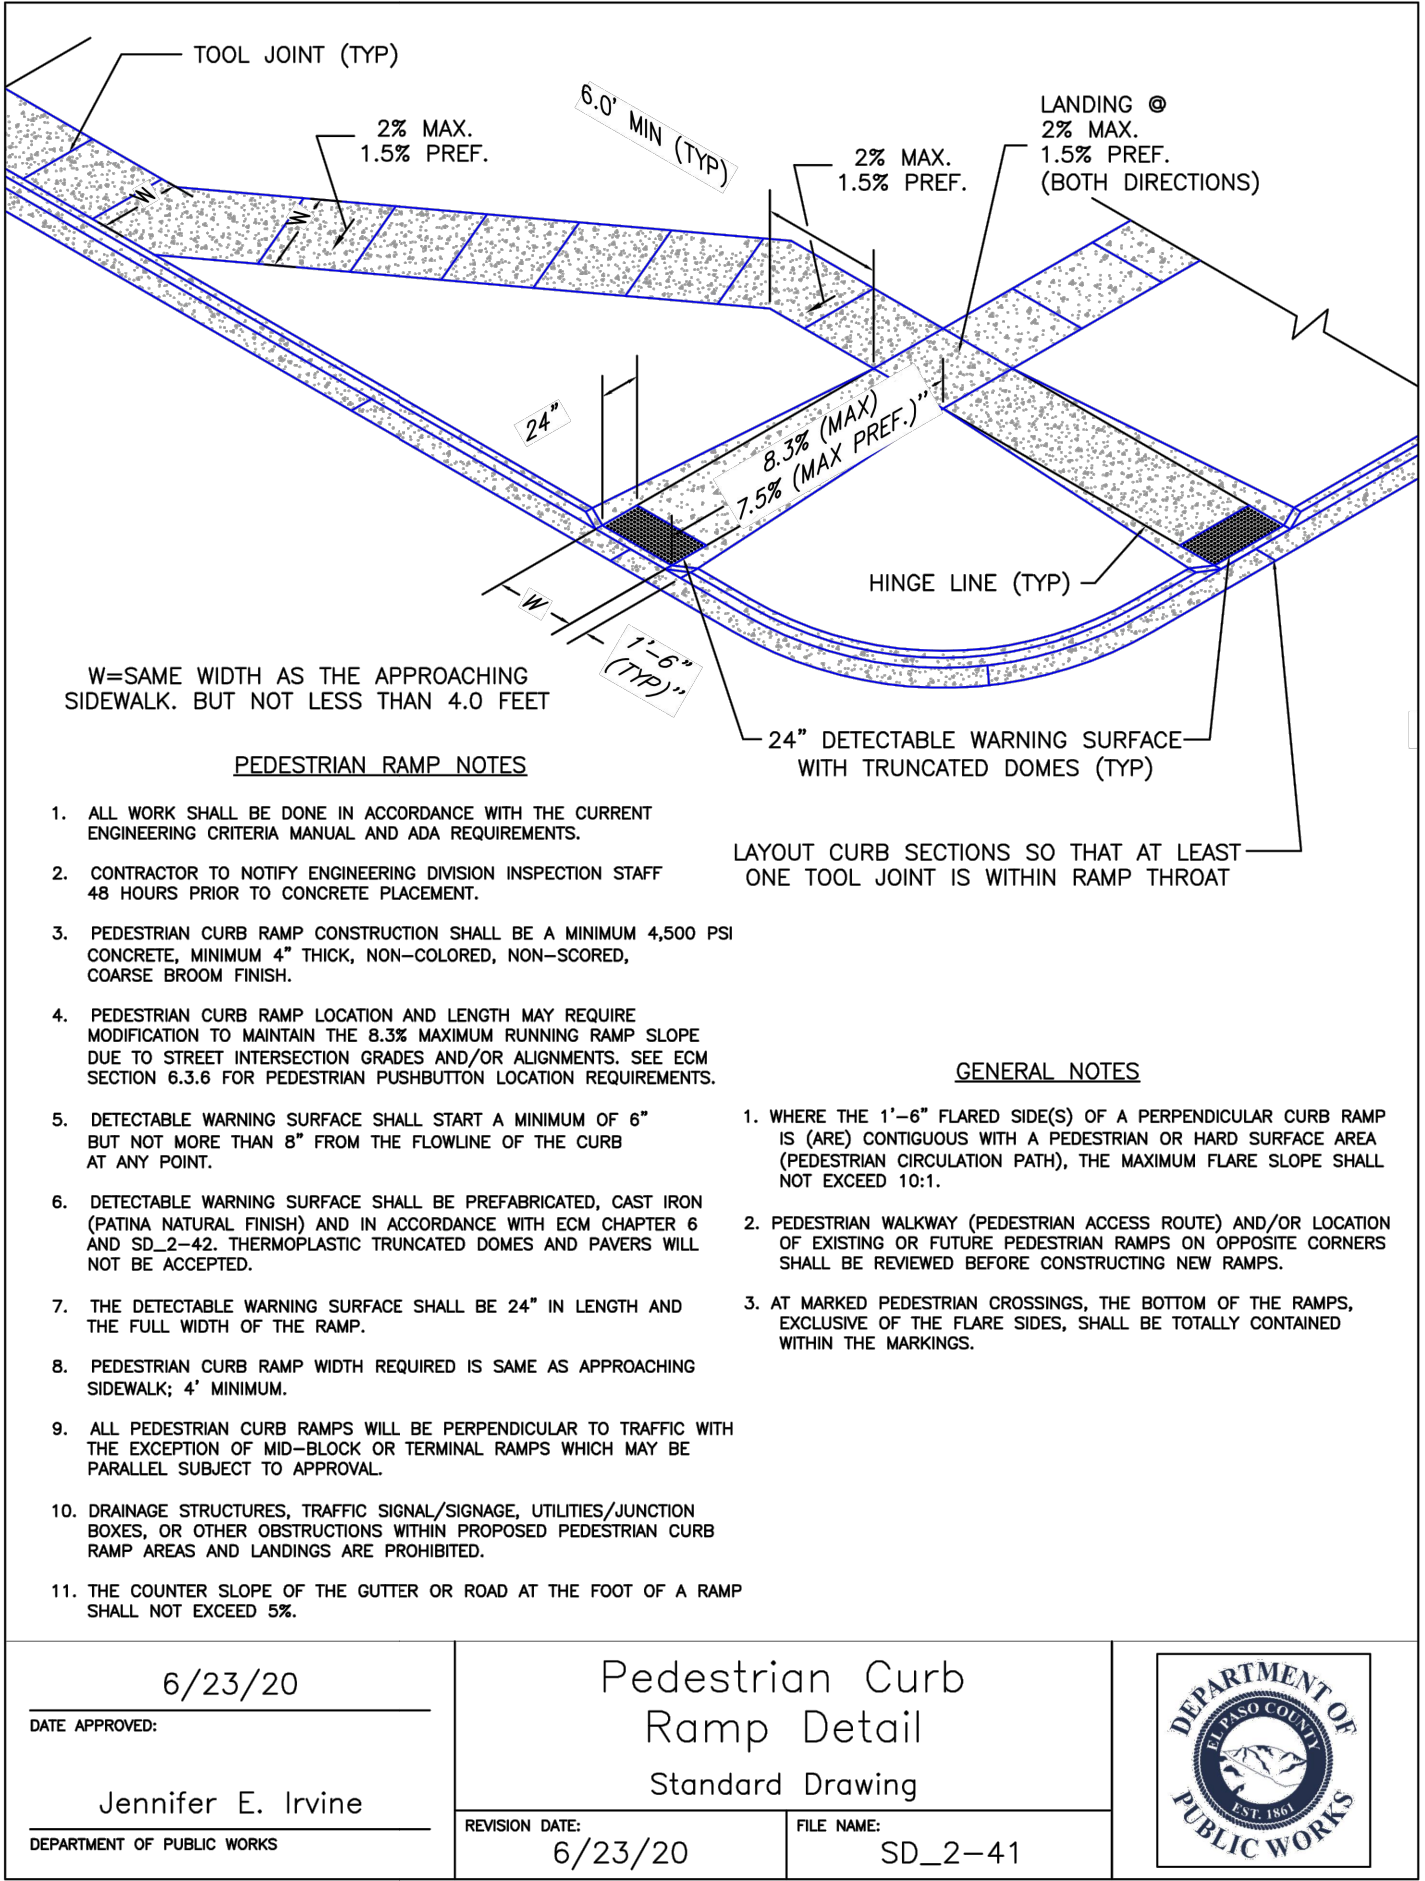 TOOL JOINT (TYP)
2% MAX.
1.5% PREF.
6.0' MIN (TYP)
2% MAX.
1.5% PREF.
LANDING @
2% MAX.
1.5% PREF.
(BOTH DIRECTIONS)
W
W
24"
8.3% (MAX)
7.5% (MAX PREF.)"
HINGE LINE (TYP)
W
1'-6"
(TYP)"
W=SAME WIDTH AS THE APPROACHING
SIDEWALK. BUT NOT LESS THAN 4.0 FEET
24" DETECTABLE WARNING SURFACE
WITH TRUNCATED DOMES (TYP)
LAYOUT CURB SECTIONS SO THAT AT LEAST
ONE TOOL JOINT IS WITHIN RAMP THROAT
PEDESTRIAN RAMP NOTES
1. ALL WORK SHALL BE DONE IN ACCORDANCE WITH THE CURRENT
ENGINEERING CRITERIA MANUAL AND ADA REQUIREMENTS.
2. CONTRACTOR TO NOTIFY ENGINEERING DIVISION INSPECTION STAFF
48 HOURS PRIOR TO CONCRETE PLACEMENT.
3. PEDESTRIAN CURB RAMP CONSTRUCTION SHALL BE A MINIMUM 4,500 PSI
CONCRETE, MINIMUM 4" THICK, NON-COLORED, NON-SCORED,
COARSE BROOM FINISH.
4. PEDESTRIAN CURB RAMP LOCATION AND LENGTH MAY REQUIRE
MODIFICATION TO MAINTAIN THE 8.3% MAXIMUM RUNNING RAMP SLOPE
DUE TO STREET INTERSECTION GRADES AND/OR ALIGNMENTS. SEE ECM
SECTION 6.3.6 FOR PEDESTRIAN PUSHBUTTON LOCATION REQUIREMENTS.
5. DETECTABLE WARNING SURFACE SHALL START A MINIMUM OF 6"
BUT NOT MORE THAN 8" FROM THE FLOWLINE OF THE CURB
AT ANY POINT.
6. DETECTABLE WARNING SURFACE SHALL BE PREFABRICATED, CAST IRON
(PATINA NATURAL FINISH) AND IN ACCORDANCE WITH ECM CHAPTER 6
AND SD_2-42. THERMOPLASTIC TRUNCATED DOMES AND PAVERS WILL
NOT BE ACCEPTED.
7. THE DETECTABLE WARNING SURFACE SHALL BE 24" IN LENGTH AND
THE FULL WIDTH OF THE RAMP.
8. PEDESTRIAN CURB RAMP WIDTH REQUIRED IS SAME AS APPROACHING
SIDEWALK; 4' MINIMUM.
9. ALL PEDESTRIAN CURB RAMPS WILL BE PERPENDICULAR TO TRAFFIC WITH
THE EXCEPTION OF MID-BLOCK OR TERMINAL RAMPS WHICH MAY BE
PARALLEL SUBJECT TO APPROVAL.
10. DRAINAGE STRUCTURES, TRAFFIC SIGNAL/SIGNAGE, UTILITIES/JUNCTION
BOXES, OR OTHER OBSTRUCTIONS WITHIN PROPOSED PEDESTRIAN CURB
RAMP AREAS AND LANDINGS ARE PROHIBITED.
11. THE COUNTER SLOPE OF THE GUTTER OR ROAD AT THE FOOT OF A RAMP
SHALL NOT EXCEED 5%.
GENERAL NOTES
1. WHERE THE 1'-6" FLARED SIDE(S) OF A PERPENDICULAR CURB RAMP
IS (ARE) CONTIGUOUS WITH A PEDESTRIAN OR HARD SURFACE AREA
(PEDESTRIAN CIRCULATION PATH), THE MAXIMUM FLARE SLOPE SHALL
NOT EXCEED 10:1.
2. PEDESTRIAN WALKWAY (PEDESTRIAN ACCESS ROUTE) AND/OR LOCATION
OF EXISTING OR FUTURE PEDESTRIAN RAMPS ON OPPOSITE CORNERS
SHALL BE REVIEWED BEFORE CONSTRUCTING NEW RAMPS.
3. AT MARKED PEDESTRIAN CROSSINGS, THE BOTTOM OF THE RAMPS,
EXCLUSIVE OF THE FLARE SIDES, SHALL BE TOTALLY CONTAINED
WITHIN THE MARKINGS.
6/23/20
DATE APPROVED:
Jennifer E. Irvine
DEPARTMENT OF PUBLIC WORKS
Pedestrian Curb
Ramp Detail
Standard Drawing
REVISION DATE:
6/23/20
FILE NAME:
SD_2-41
DEPARTMENT OF
EL PASO COUNTY
EST. 1861
PUBLIC WORKS